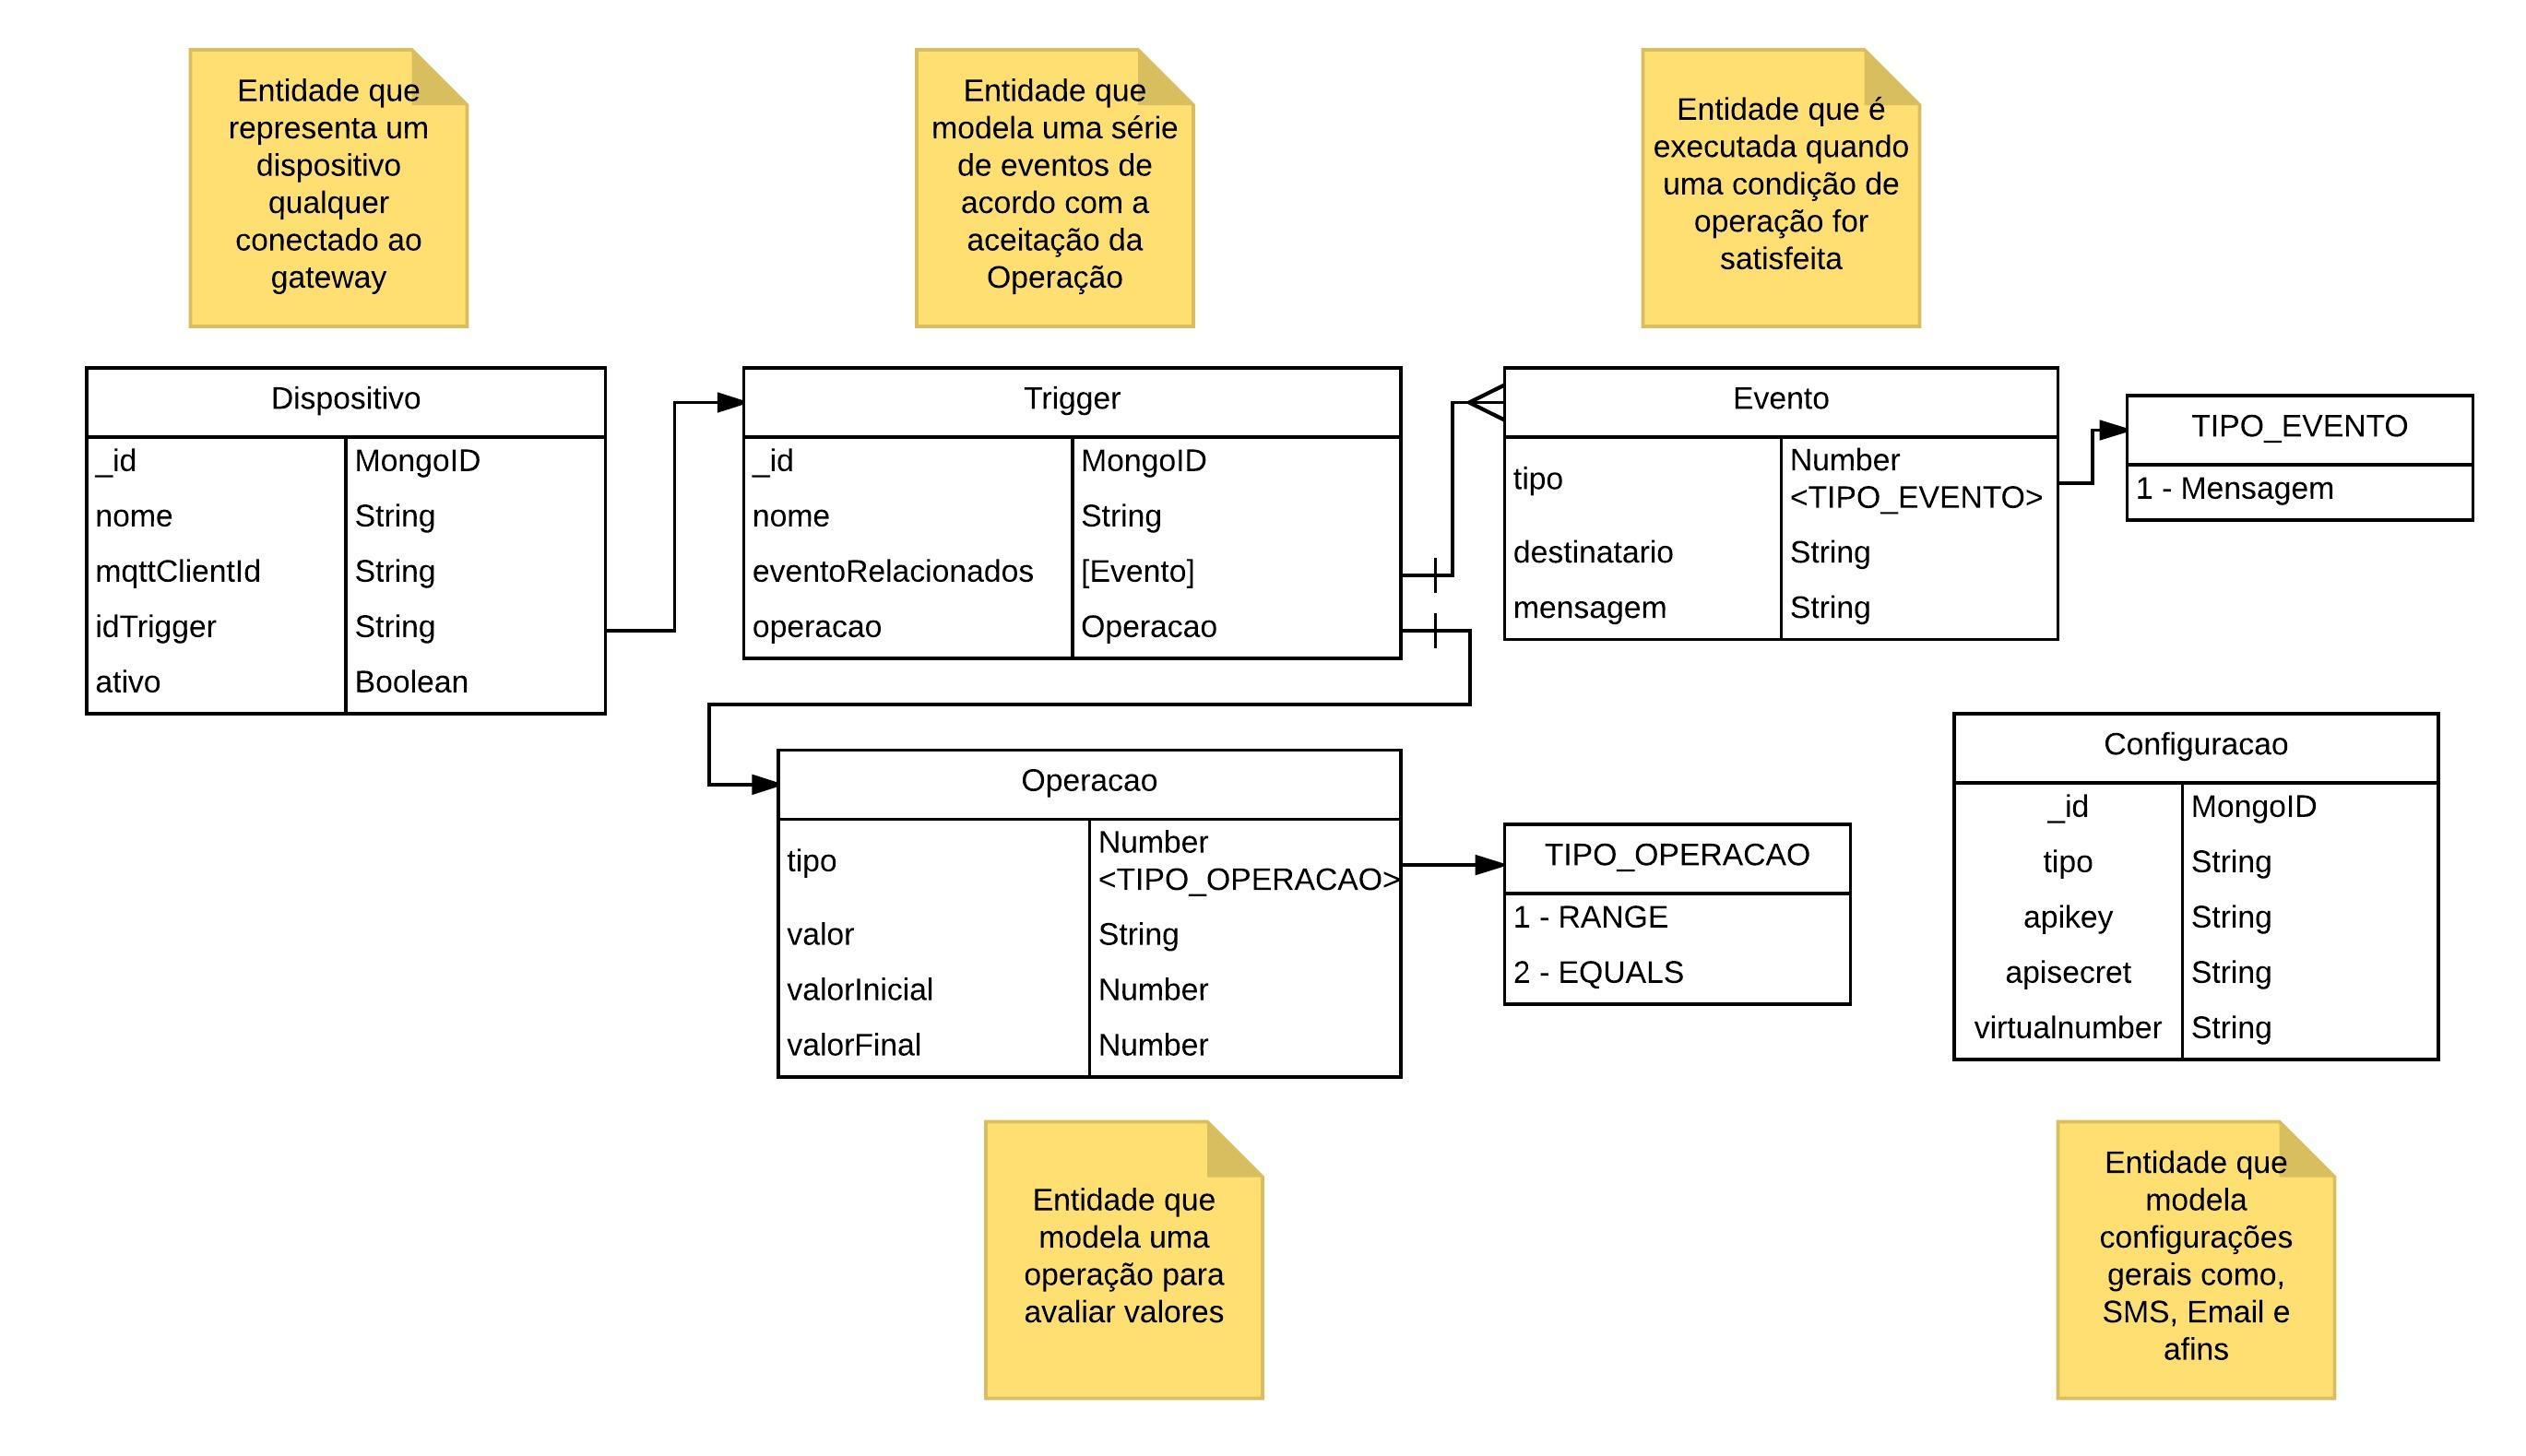 Entidade que
representa um
dispositivo
qualquer
conectado ao
gateway
Entidade que
modela uma série
de eventos de
acordo com a
aceitação da
Operação
Entidade que é
executada quando
uma condição de
operação for
satisfeita
Dispositivo
_id MongoID
nome String
mqttClientId String
idTrigger String
ativo Boolean
Trigger
_id MongoID
nome String
eventoRelacionados [Evento]
operacao Operacao
Evento
tipo Number
<TIPO_EVENTO>
destinatario String
mensagem String
TIPO_EVENTO
1 - Mensagem
Operacao
tipo Number
<TIPO_OPERACAO>
valor String
valorInicial Number
valorFinal Number
TIPO_OPERACAO
1 - RANGE
2 - EQUALS
Configuracao
_id MongoID
tipo String
apikey String
apisecret String
virtualnumber String
Entidade que
modela uma
operação para
avaliar valores
Entidade que
modela
configurações
gerais como,
SMS, Email e
afins